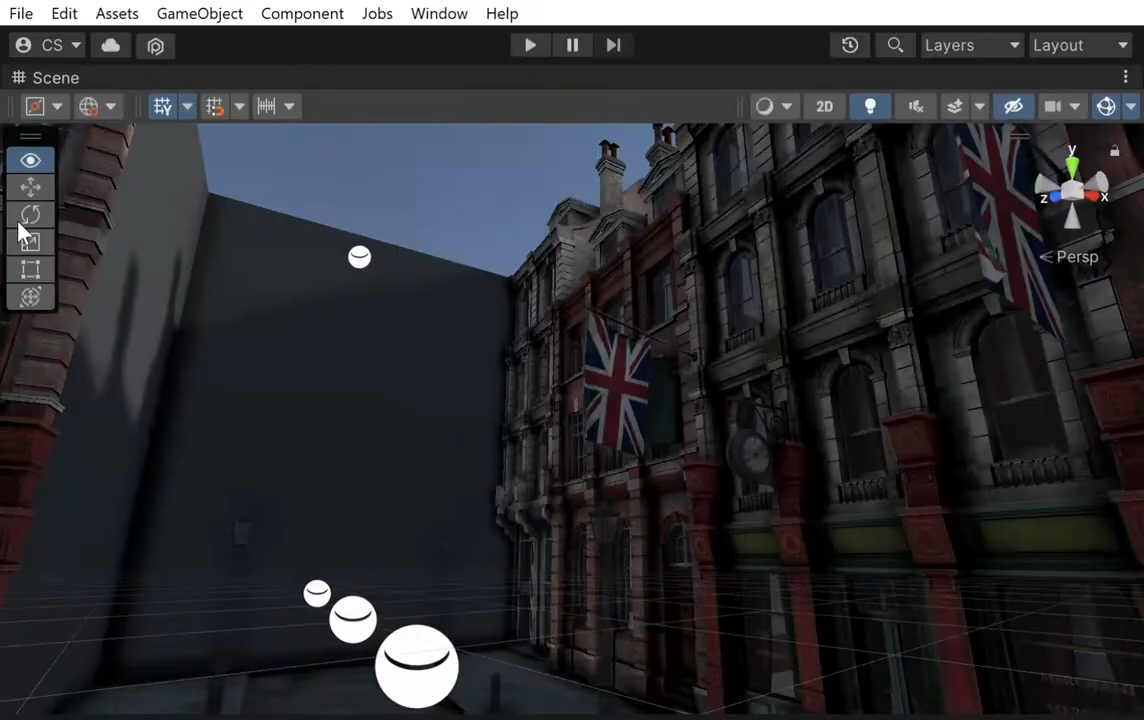 File Edit Assets GameObject Component Jobs Window Help
CS Layers Layout
Scene
2D
y
z x
Persp